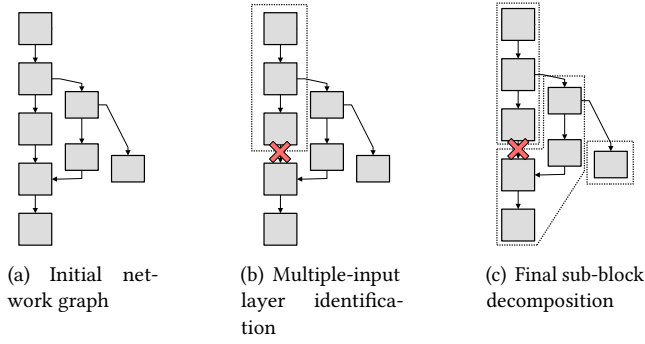 (a) Initial net-
work graph
(b) Multiple-input
layer identifica-
tion
(c) Final sub-block
decomposition